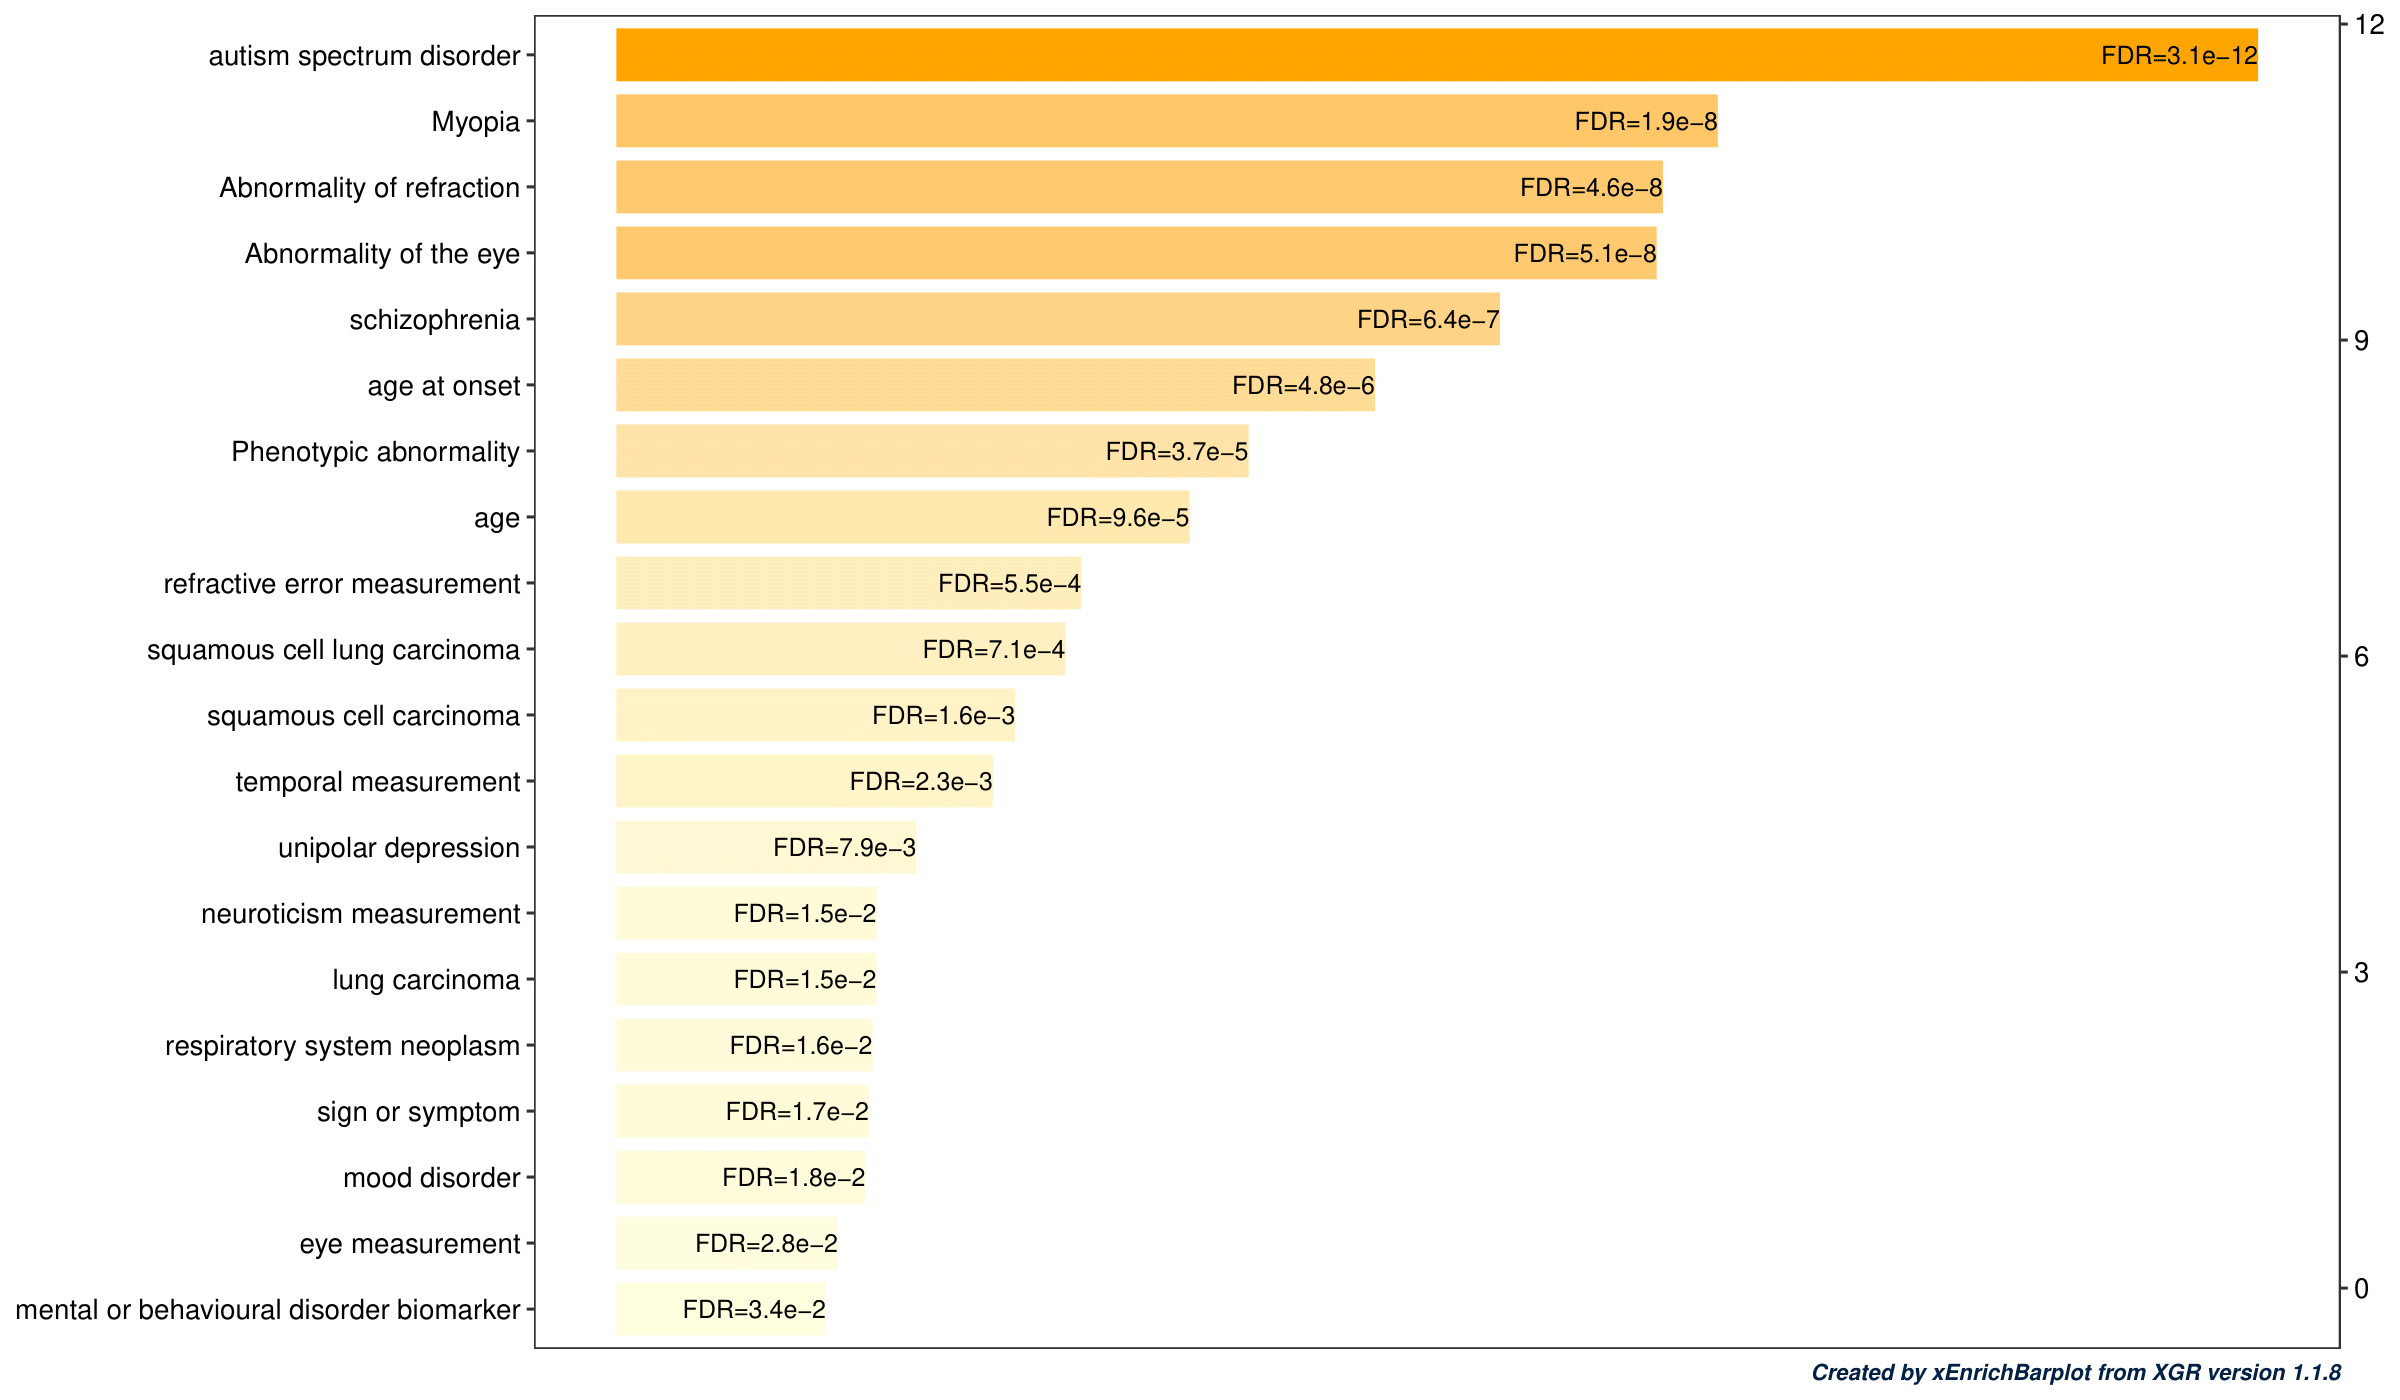 autism spectrum disorder FDR=3.1e−12
12
Myopia FDR=1.9e−8
Abnormality of refraction FDR=4.6e−8
Abnormality of the eye FDR=5.1e−8
schizophrenia FDR=6.4e−7
9
age at onset FDR=4.8e−6
Phenotypic abnormality FDR=3.7e−5
age FDR=9.6e−5
refractive error measurement FDR=5.5e−4
squamous cell lung carcinoma FDR=7.1e−4
6
squamous cell carcinoma FDR=1.6e−3
temporal measurement FDR=2.3e−3
unipolar depression FDR=7.9e−3
neuroticism measurement FDR=1.5e−2
lung carcinoma FDR=1.5e−2
3
respiratory system neoplasm FDR=1.6e−2
sign or symptom FDR=1.7e−2
mood disorder FDR=1.8e−2
eye measurement FDR=2.8e−2
0
mental or behavioural disorder biomarker FDR=3.4e−2
Created by xEnrichBarplot from XGR version 1.1.8